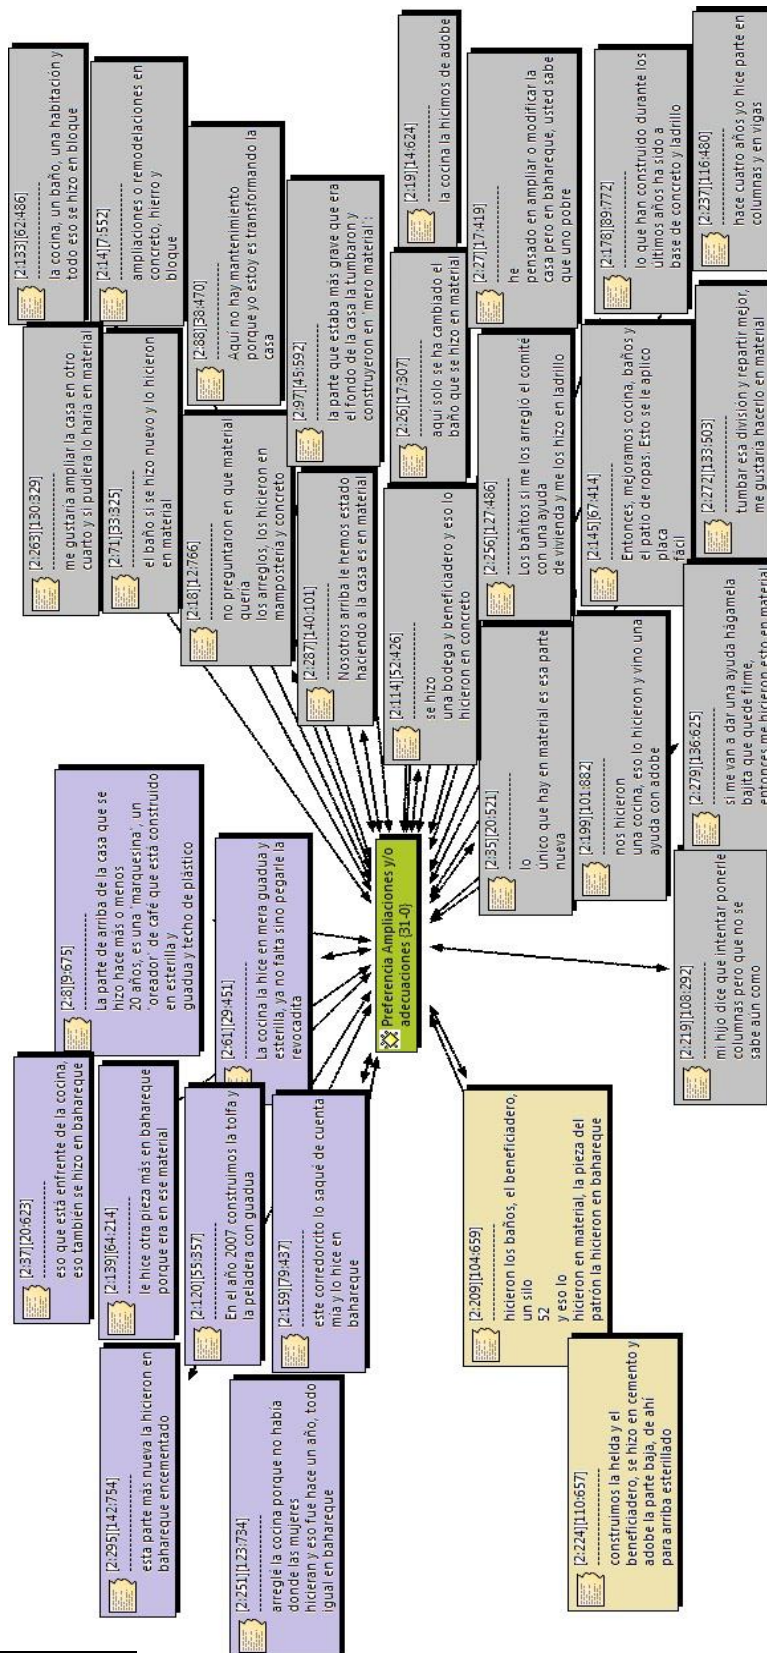 [2:37][20:623]
eso que está enfrente de la cocina,
eso también se hizo en bahareque
[2:8][9:675]
La parte de arriba de la casa que se
hizo hace más o menos
20 años, es una ¨marquesina¨, un
¨oreador¨ de café que está construido
en esterilla y
guadua y techo de plástico
[2:139][64:214]
le hice otra pieza más en bahareque
porque era en ese material
[2:295][142:754]
esta parte más nueva la hicieron en
bahareque encementado
[2:120][55:357]
En el año 2007 construimos la tolfa y
la peladera con guadua
[2:61][29:451]
La cocina la hice en mera guadua y
esterilla, ya no falta sino pegarle la
revocadita
[2:251][123:734]
arreglé la cocina porque no había
donde las mujeres
hicieran y eso fue hace un año, todo
igual en bahareque
[2:159][79:437]
este corredorcito lo saqué de cuenta
mía y lo hice en
bahareque
Preferencia Ampliaciones y/o
adecuaciones {31-0}
[2:209][104:659]
hicieron los baños, el beneficiadero,
un silo
52
y eso lo
hicieron en material, la pieza del
patrón la hicieron en bahareque
[2:224][110:657]
construimos la helda y el
beneficiadero, se hizo en cemento y
adobe la parte baja, de ahí
para arriba esterillado
[2:133][62:486]
la cocina, un baño, una habitación y
todo eso se hizo en bloque
[2:263][130:329]
me gustaría ampliar la casa en otro
cuarto y si pudiera lo haría en material
[2:14][7:552]
ampliaciones o remodelaciones en
concreto, hierro y
bloque
[2:71][33:325]
el baño si se hizo nuevo y lo hicieron
en material
[2:88][38:470]
Aquí no hay mantenimiento
porque yo estoy es transformando la
casa
[2:18][12:766]
no preguntaron en que material
quería
los arreglos, los hicieron en
mampostería y concreto
[2:97][45:592]
la parte que estaba más grave que era
el fondo de la casa la tumbaron y
construyeron en ¨mero material¨:
[2:287][140:101]
Nosotros arriba le hemos estado
haciendo a la casa es en material
[2:19][14:624]
la cocina la hicimos de adobe
[2:26][17:307]
aquí solo se ha cambiado el
baño que se hizo en material
[2:114][52:426]
se hizo
una bodega y beneficiadero y eso lo
hicieron en concreto
[2:27][17:419]
he
pensado en ampliar o modificar la
casa pero en bahareque, usted sabe
que uno pobre
[2:256][127:486]
Los bañitos si me los arregló el comité
con una ayuda
de vivienda y me los hizo en ladrillo
[2:35][20:521]
lo
único que hay en material es esa parte
nueva
[2:178][89:772]
lo que han construido durante los
últimos años ha sido a
base de concreto y ladrillo
[2:145][67:414]
Entonces, mejoramos cocina, baños y
el patio de ropas. Esto se le aplico
placa
fácil
[2:199][101:882]
nos hicieron
una cocina, eso lo hicieron y vino una
ayuda con adobe
[2:237][116:480]
hace cuatro años yo hice parte en
columnas y en vigas
[2:272][133:503]
tumbar esa division y repartir mejor,
me gustaría hacerlo en material
[2:279][136:625]
si me van a dar una ayuda hágamela
bajita que quede firme,
entonces me hicieron esto en material
[2:219][108:292]
mi hijo dice que intentar ponerle
columnas pero que no se
sabe aun como